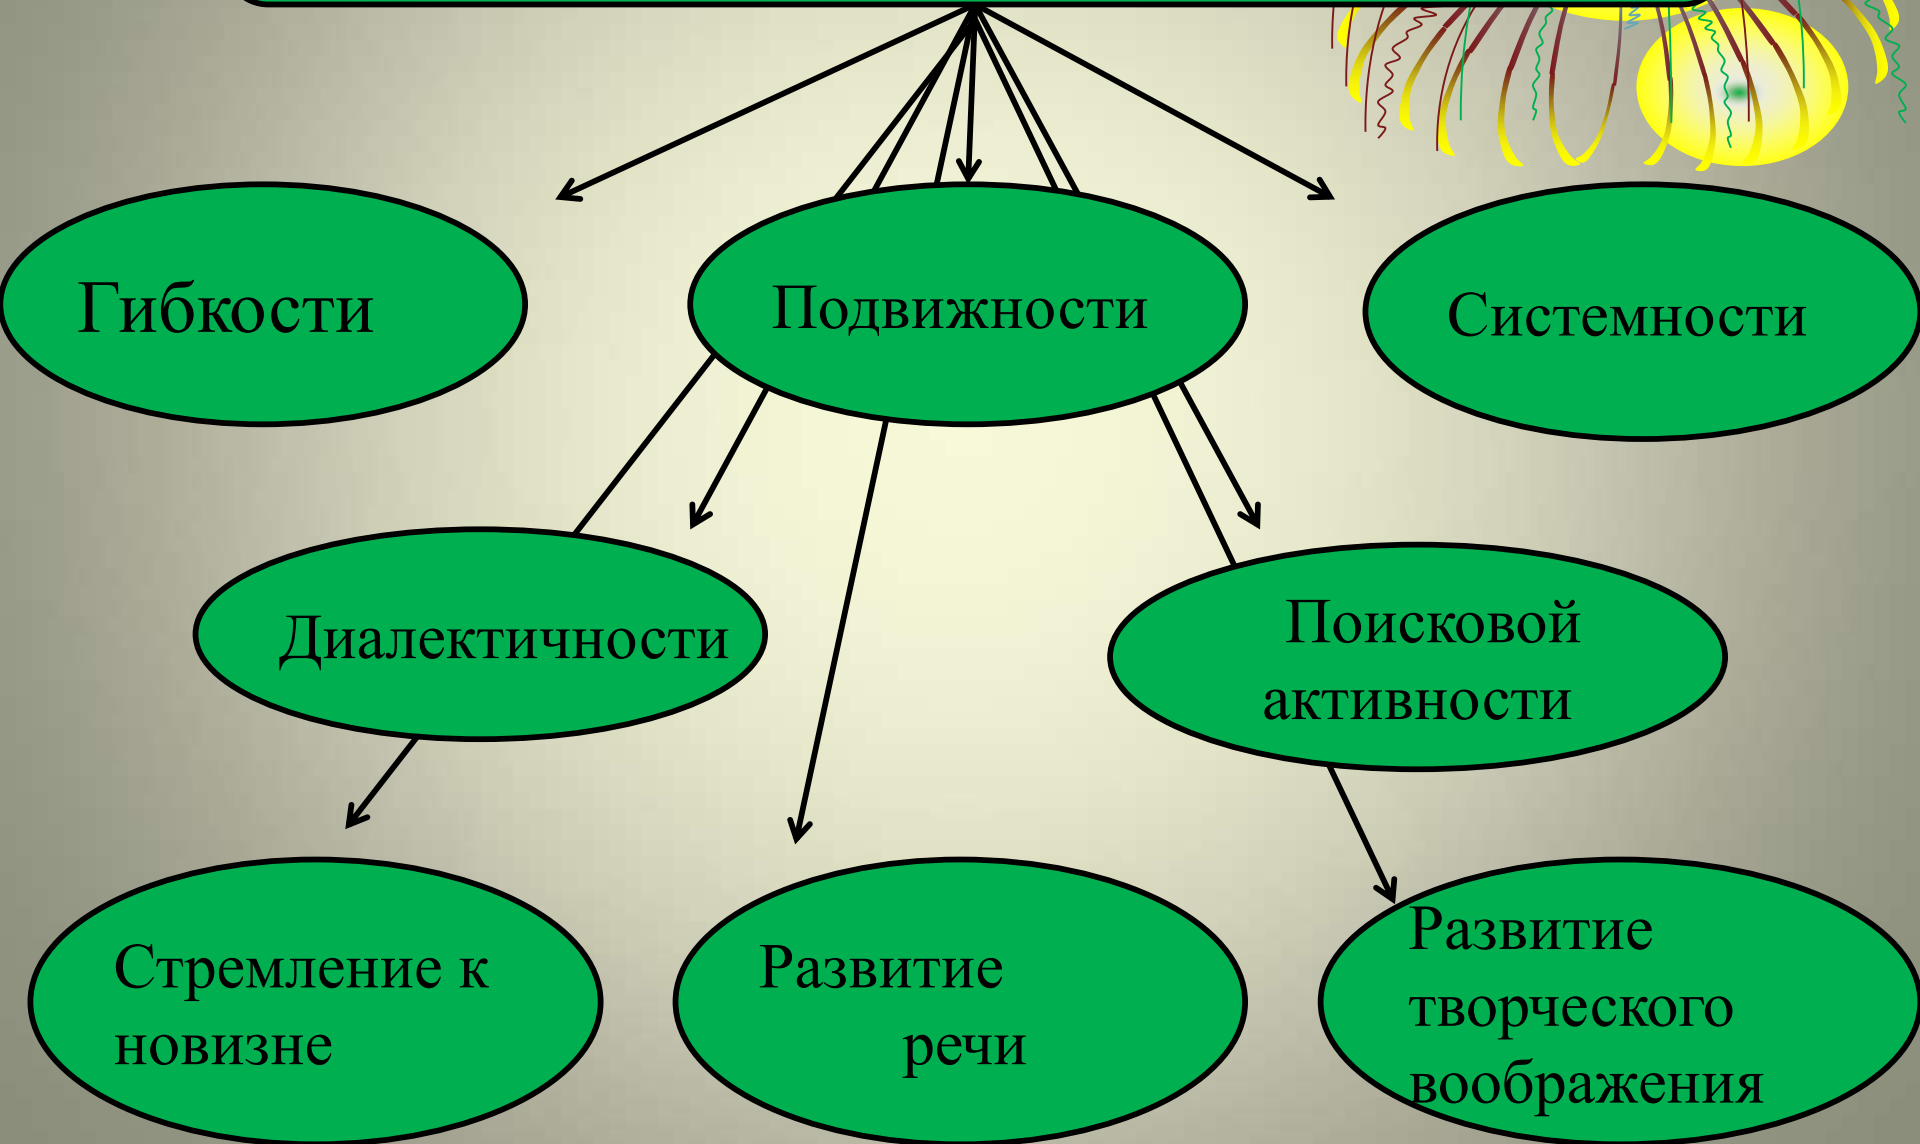 Гибкости
Подвижности
Системности
Диалектичности
Поисковой
активности
Стремление к
новизне
Развитие
речи
Развитие
творческого
воображения